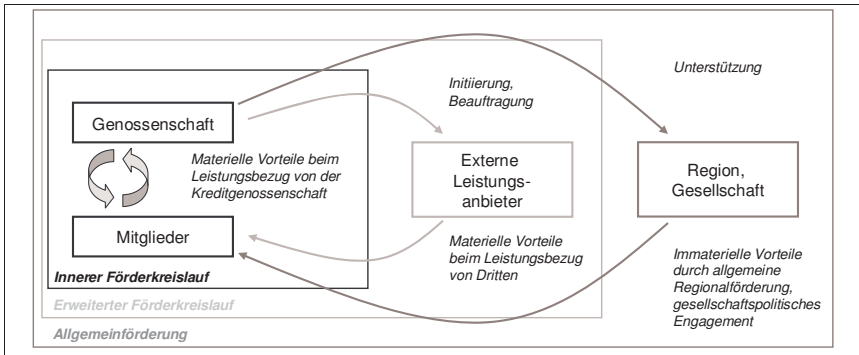 Genossenschaft
Materielle Vorteile beim
Leistungsbezug von der
Kreditgenossenschaft
Mitglieder
Innerer Förderkreislauf
Erweiterter Förderkreislauf
Allgemeinförderung
Initiierung,
Beauftragung
Externe
Leistungs-
anbieter
Materielle Vorteile
beim Leistungsbezug
von Dritten
Unterstützung
Region,
Gesellschaft
Immaterielle Vorteile
durch allgemeine
Regionalförderung,
gesellschaftspolitisches
Engagement